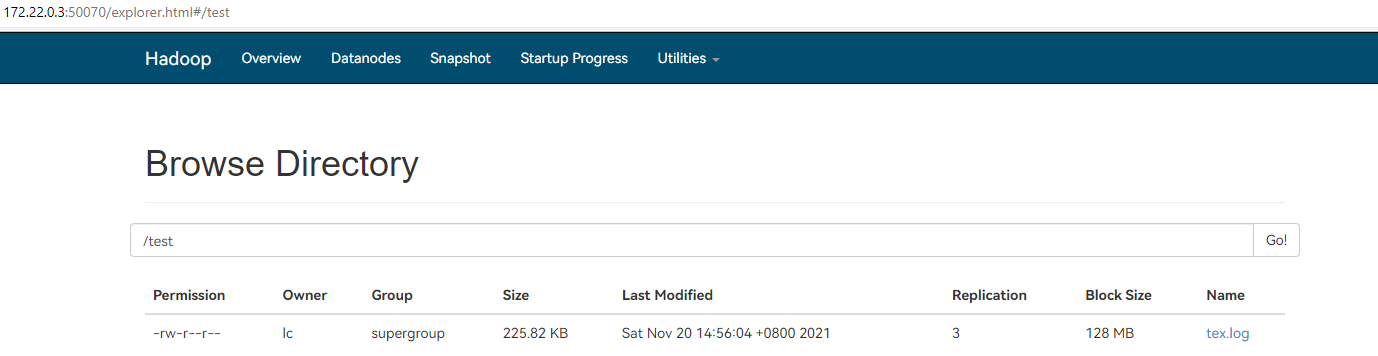 172.22.0.3:50070/explorer.html#/test
Hadoop Overview Datanodes Snapshot Startup Progress Utilities
Browse Directory
/test Go!
Permission Owner Group Size Last Modified Replication Block Size Name
-rw-r--r-- lc supergroup 225.82 KB Sat Nov 20 14:56:04 +0800 2021 3 128 MB tex.log